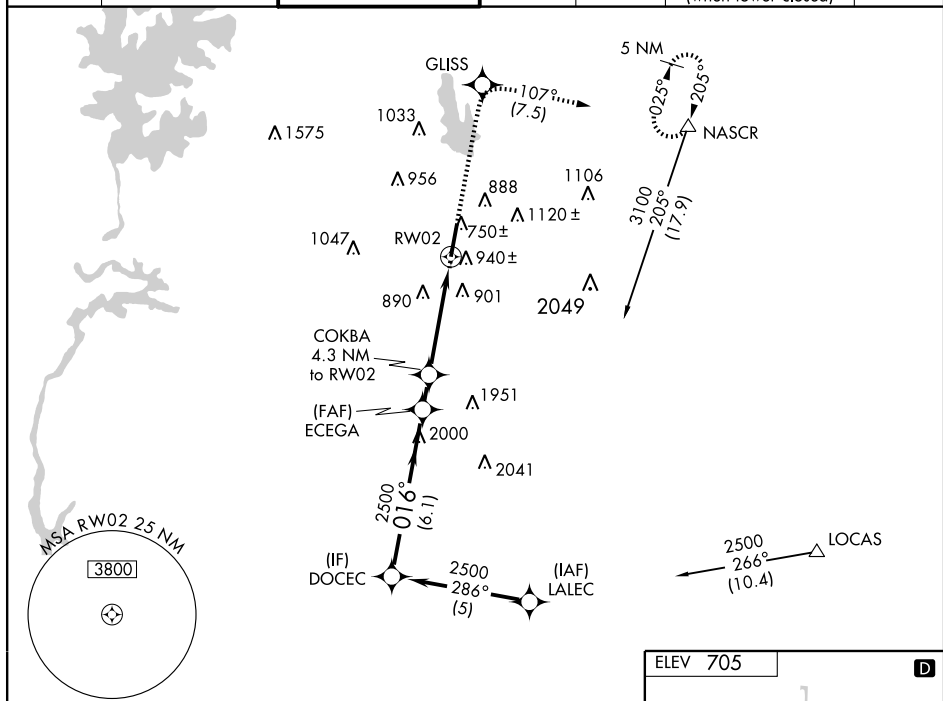 (when tower closed)
5 NM
GLISS
025°
205°
107°
(7.5)
NASCR
1575
1033
956
888
1106
1120 ±
3100
205°
(17.9)
750±
RW02
1047
940±
890
901
2049
COKBA
4.3 NM
to RW02
1951
(FAF)
ECEGA
2000
2041
2500
016°
(6.1)
MSA RW02 25 NM
3800
(IF)
DOCEC
2500
286°
(5)
(IAF)
LALEC
2500
266°
(10.4)
LOCAS
ELEV 705
D